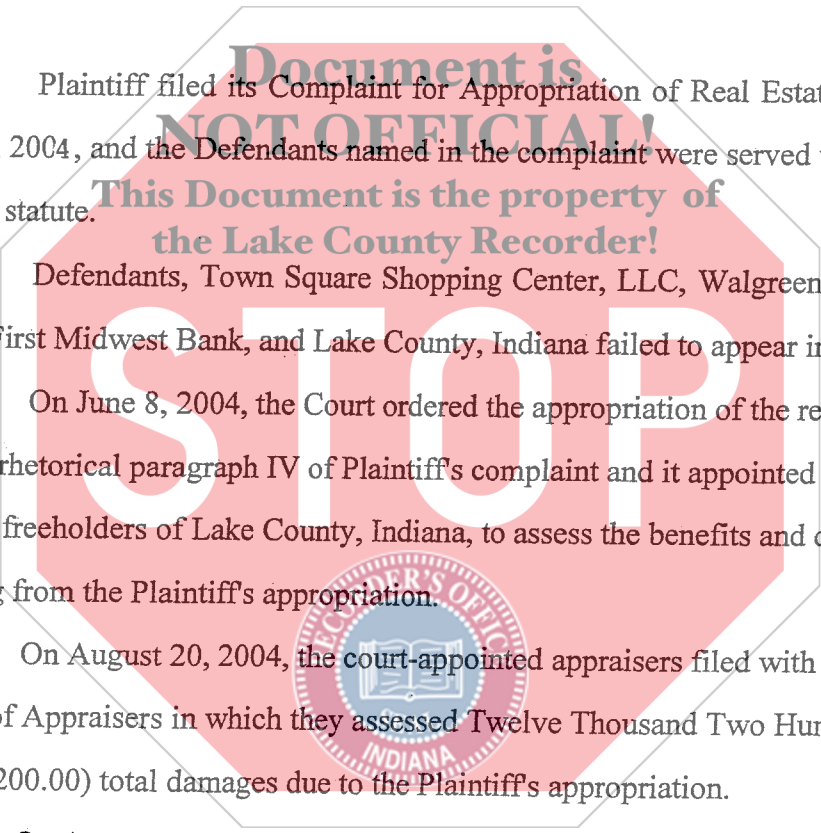 Document is
Plaintiff filed its Complaint for Appropriation of Real Estat
NOT OFFICIAL!
2004, and the Defendants named in the complaint were served
This Document is the property of
statute.
the Lake County Recorder!
Defendants, Town Square Shopping Center, LLC, Walgreen
First Midwest Bank, and Lake County, Indiana failed to appear in
On June 8, 2004, the Court ordered the appropriation of the re
rhetorical paragraph IV of Plaintiff's complaint and it appointed
freeholders of Lake County, Indiana, to assess the benefits and
from the Plaintiff's appropriation.
On August 20, 2004, the court-appointed appraisers filed with
of Appraisers in which they assessed Twelve Thousand Two Hun
200.00) total damages due to the Plaintiff's appropriation.
STOP
RECORDER'S OFFICE
INDIANA